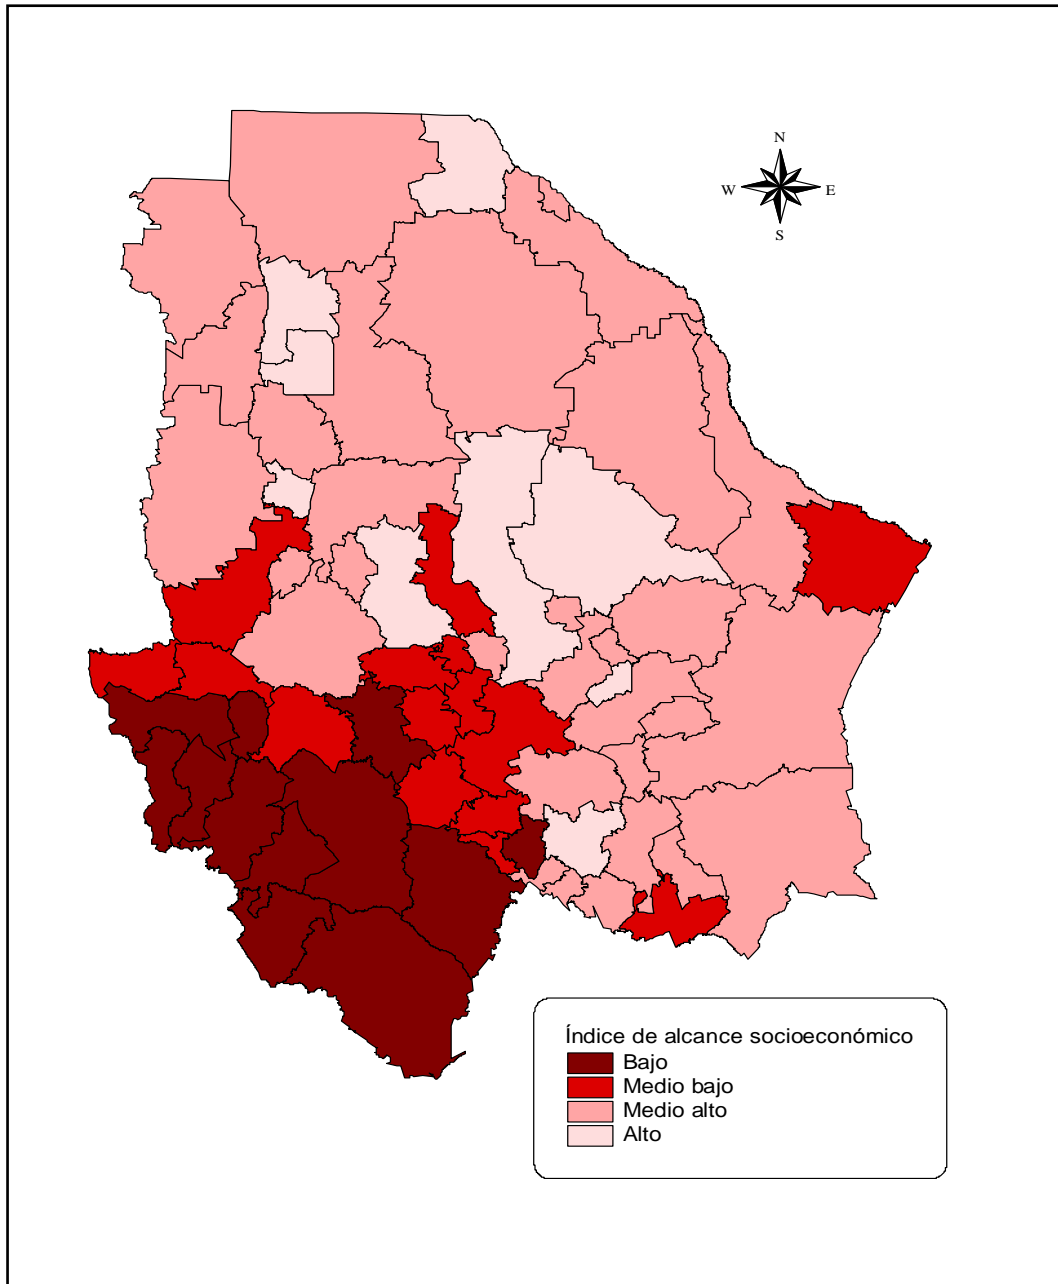 N
W E
S
Índice de alcance socioeconómico
Bajo
Medio bajo
Medio alto
Alto